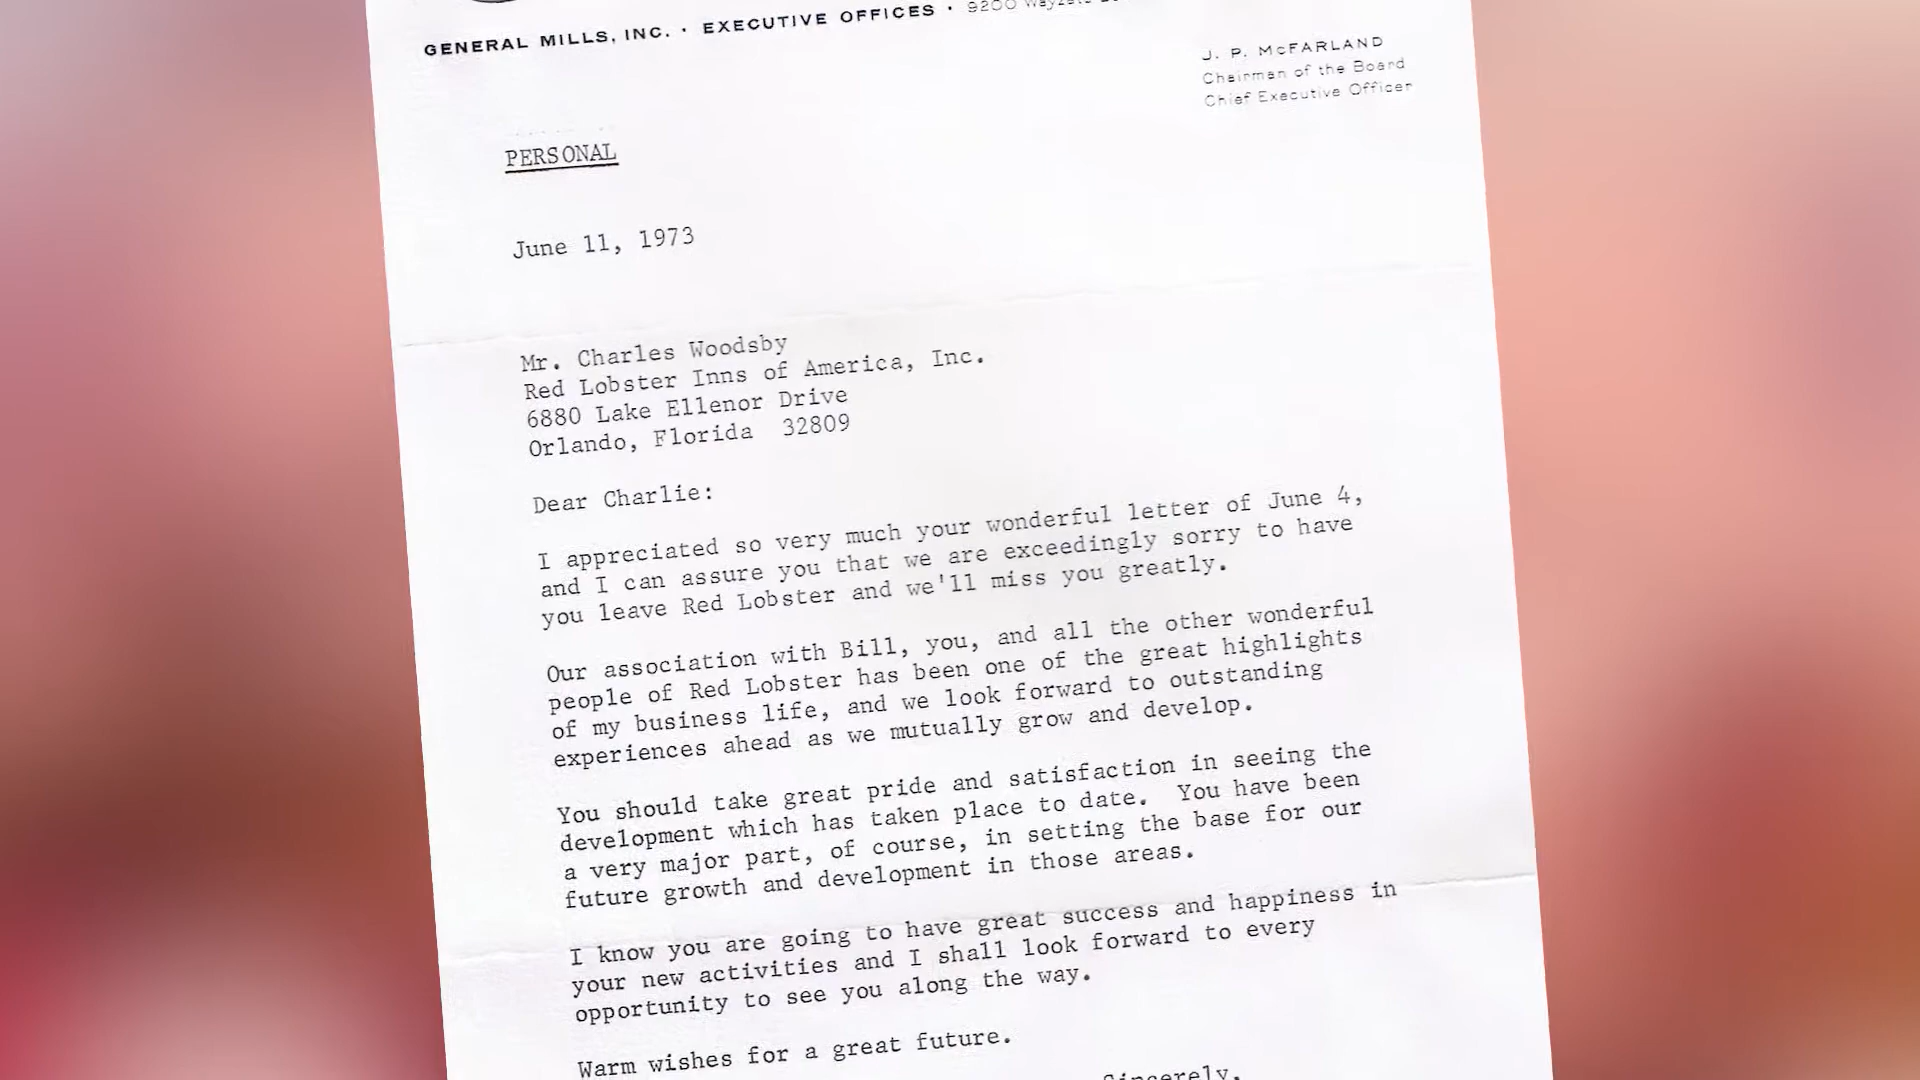 GENERAL MILLS, INC. · EXECUTIVE OFFICES · 9200
J. P. McFARLAND
Chairman of the Board
Chief Executive Officer
PERSONAL
June 11, 1973
Mr. Charles Woodsby
Red Lobster Inns of America, Inc.
6880 Lake Ellenor Drive
Orlando, Florida 32809
Dear Charlie:
I appreciated so very much your wonderful letter of June 4,
and I can assure you that we are exceedingly sorry to have
you leave Red Lobster and we'll miss you greatly.
Our association with Bill, you, and all the other wonderful
people of Red Lobster has been one of the great highlights
of my business life, and we look forward to outstanding
experiences ahead as we mutually grow and develop.
You should take great pride and satisfaction in seeing the
development which has taken place to date. You have been
a very major part, of course, in setting the base for our
future growth and development in those areas.
I know you are going to have great success and happiness in
your new activities and I shall look forward to every
opportunity to see you along the way.
Warm wishes for a great future.
Sincerely,